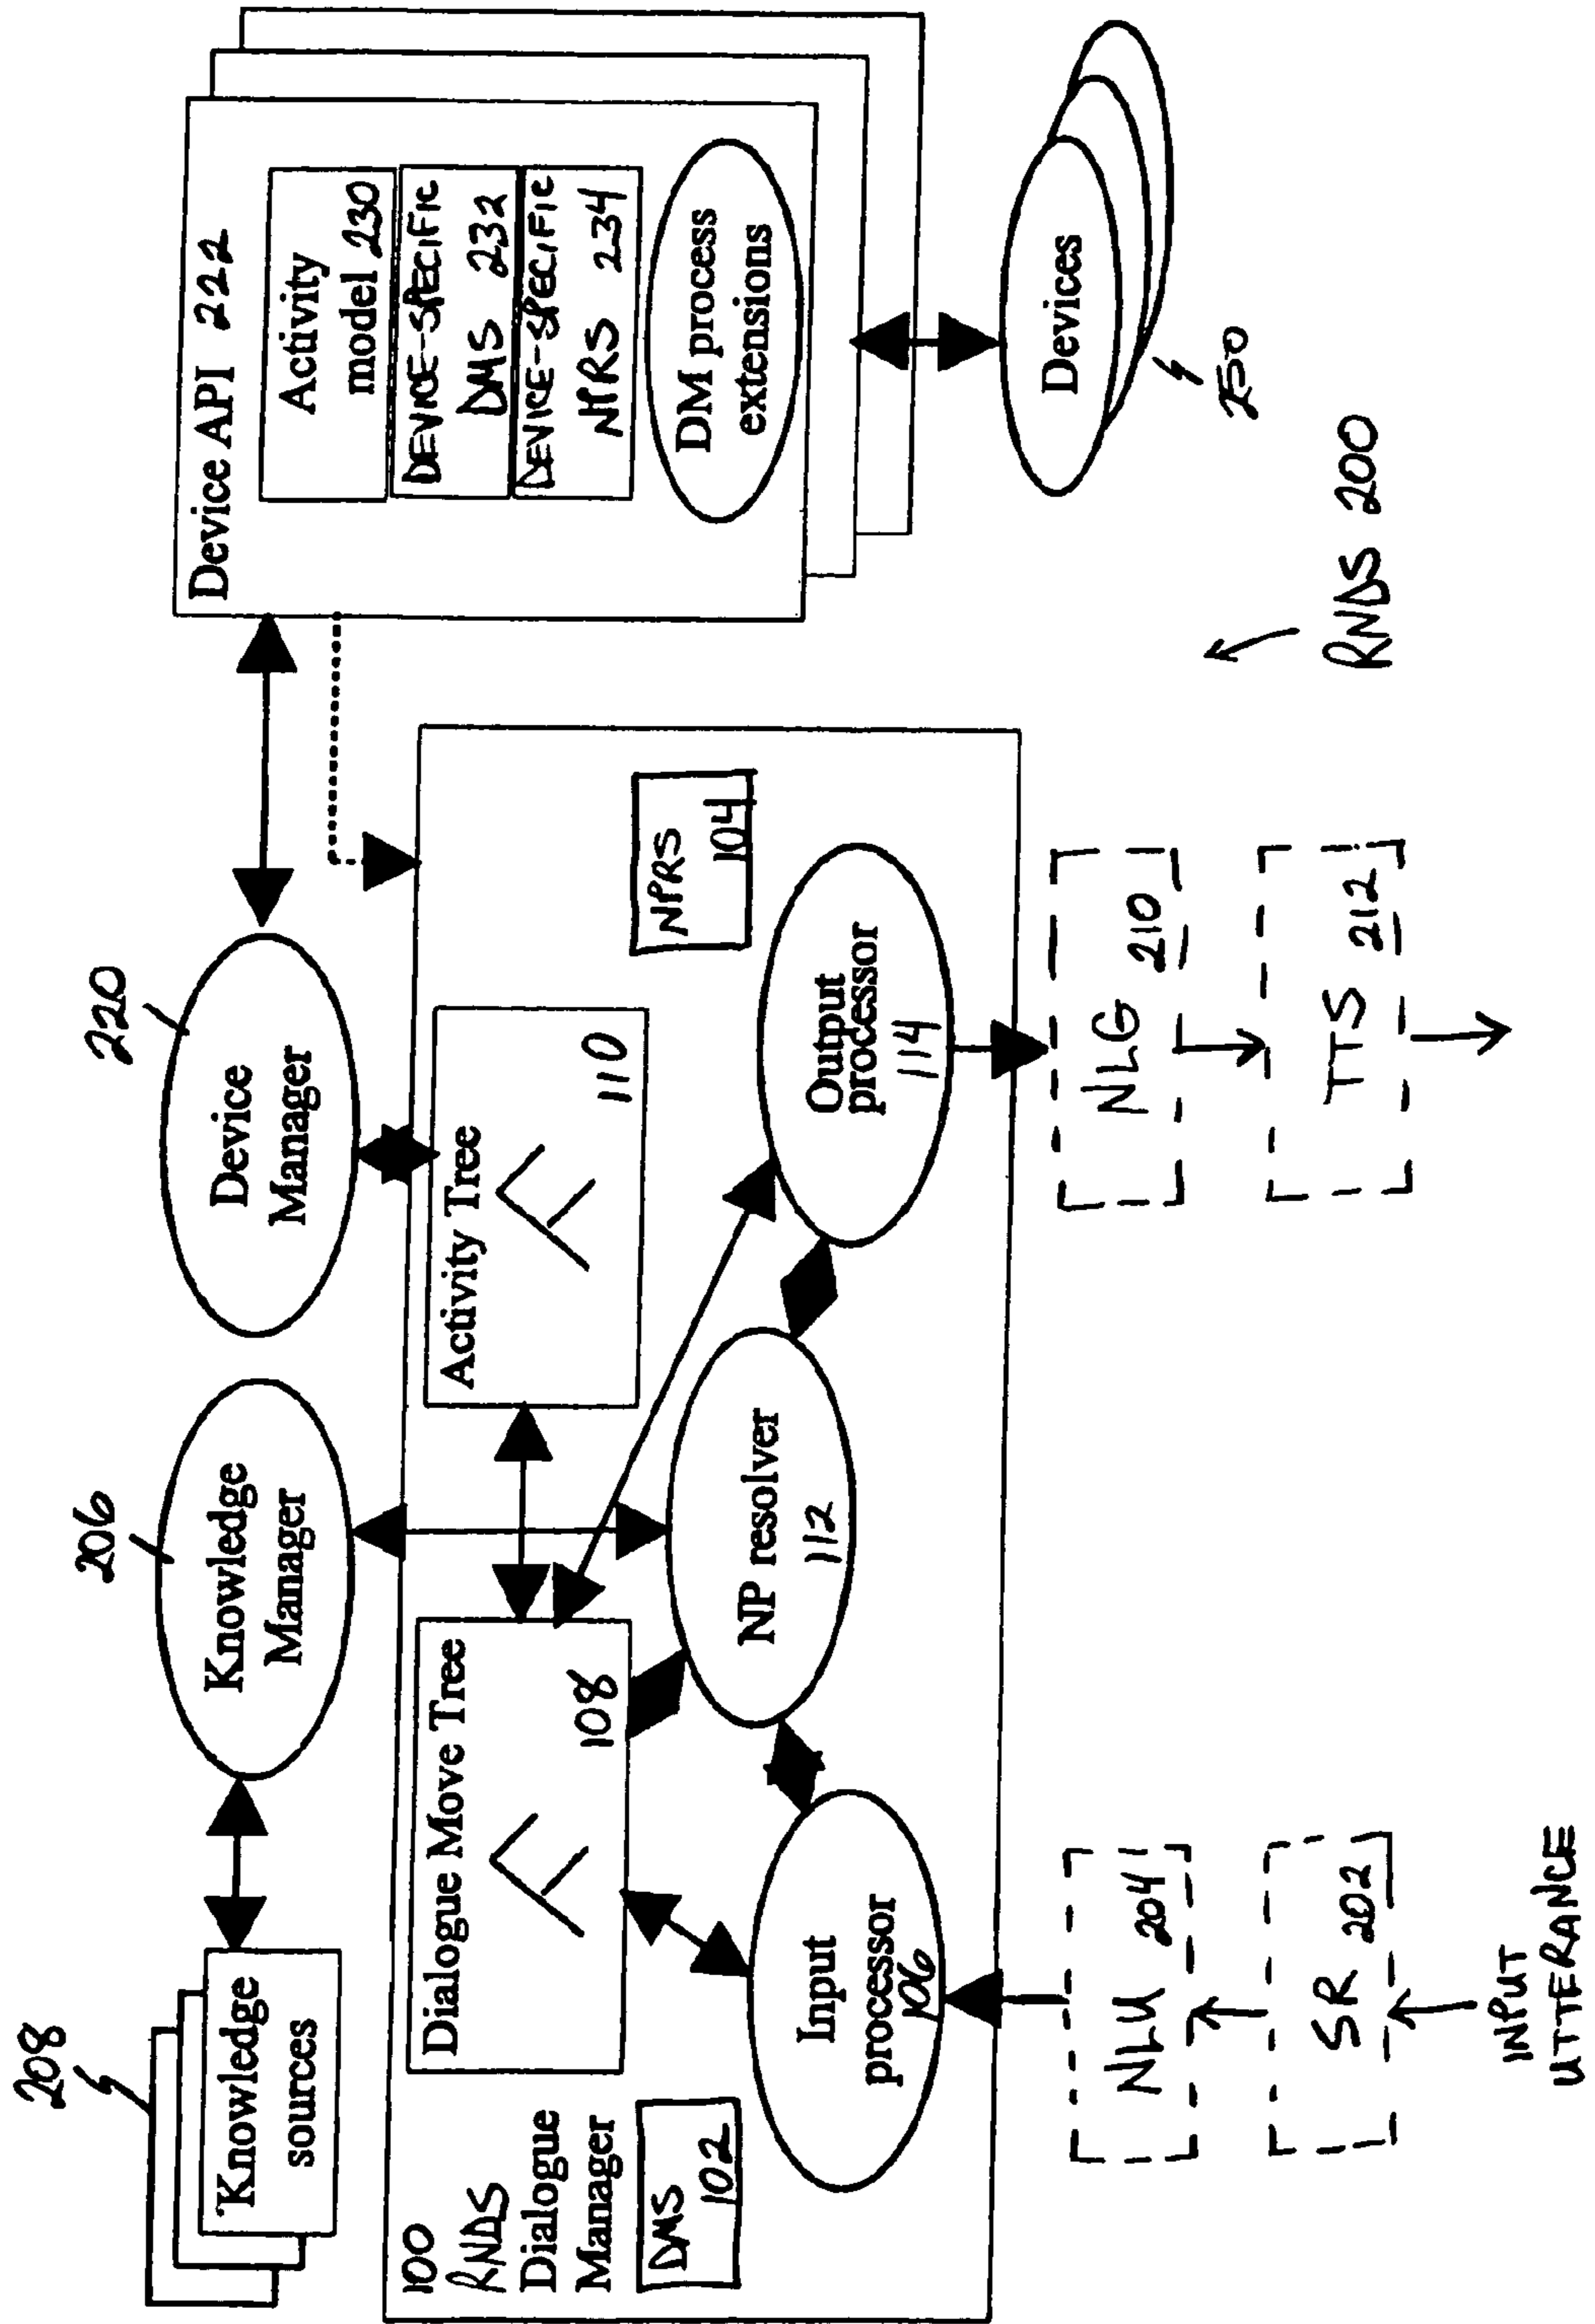 208
Knowledge
sources
206
Knowledge
Manager
220
Device
Manager
Device API 222
Activity
model 230
DEVICE-SPECIFIC
DMS 232
DEVICE-SPECIFIC
NPRS 234
DM process
extensions
Devices
250
RNDS 200
100
RNDS
Dialogue
Manager
DMS
102
Dialogue Move Tree
108
Activity Tree
110
NPRS
104
Input
processor
106
NP resolver
112
Output
processor
114
NLU 204
SR 202
INPUT
UTTERANCE
NLG 210
TTS 212